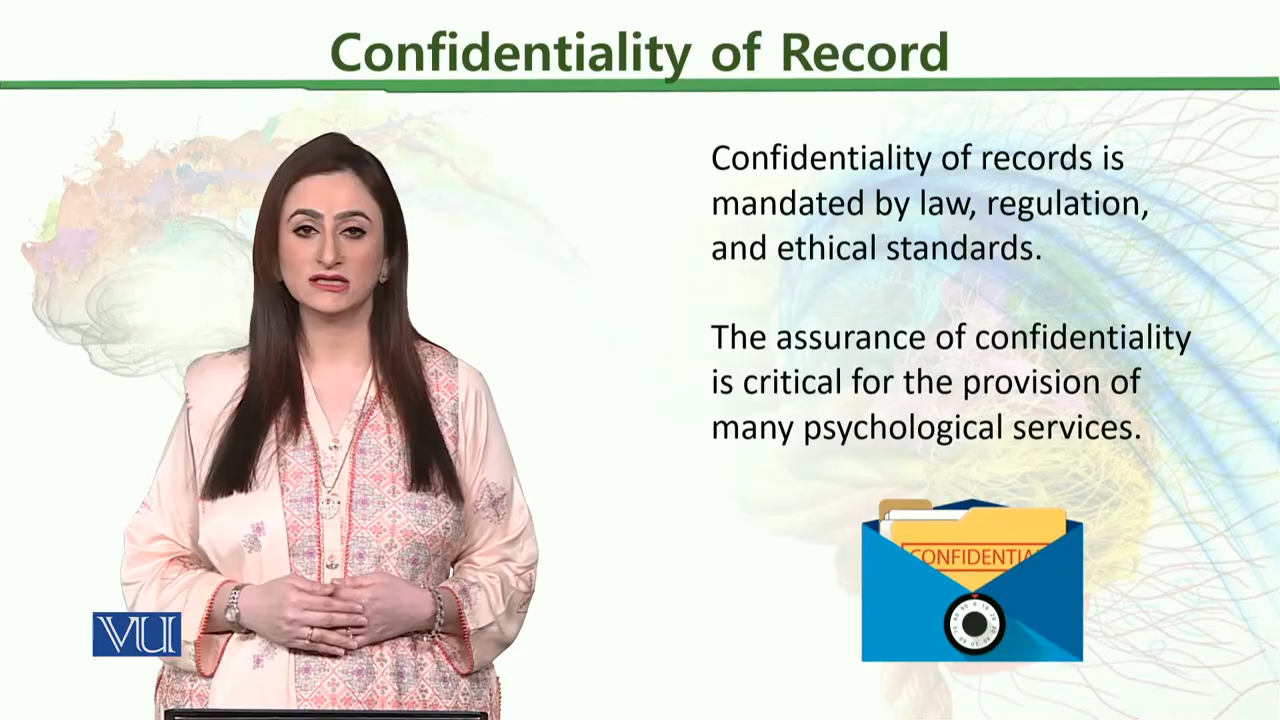 Confidentiality of Record
Confidentiality of records is
mandated by law, regulation,
and ethical standards.
The assurance of confidentiality
is critical for the provision of
many psychological services.
CONFIDENTIA
VU